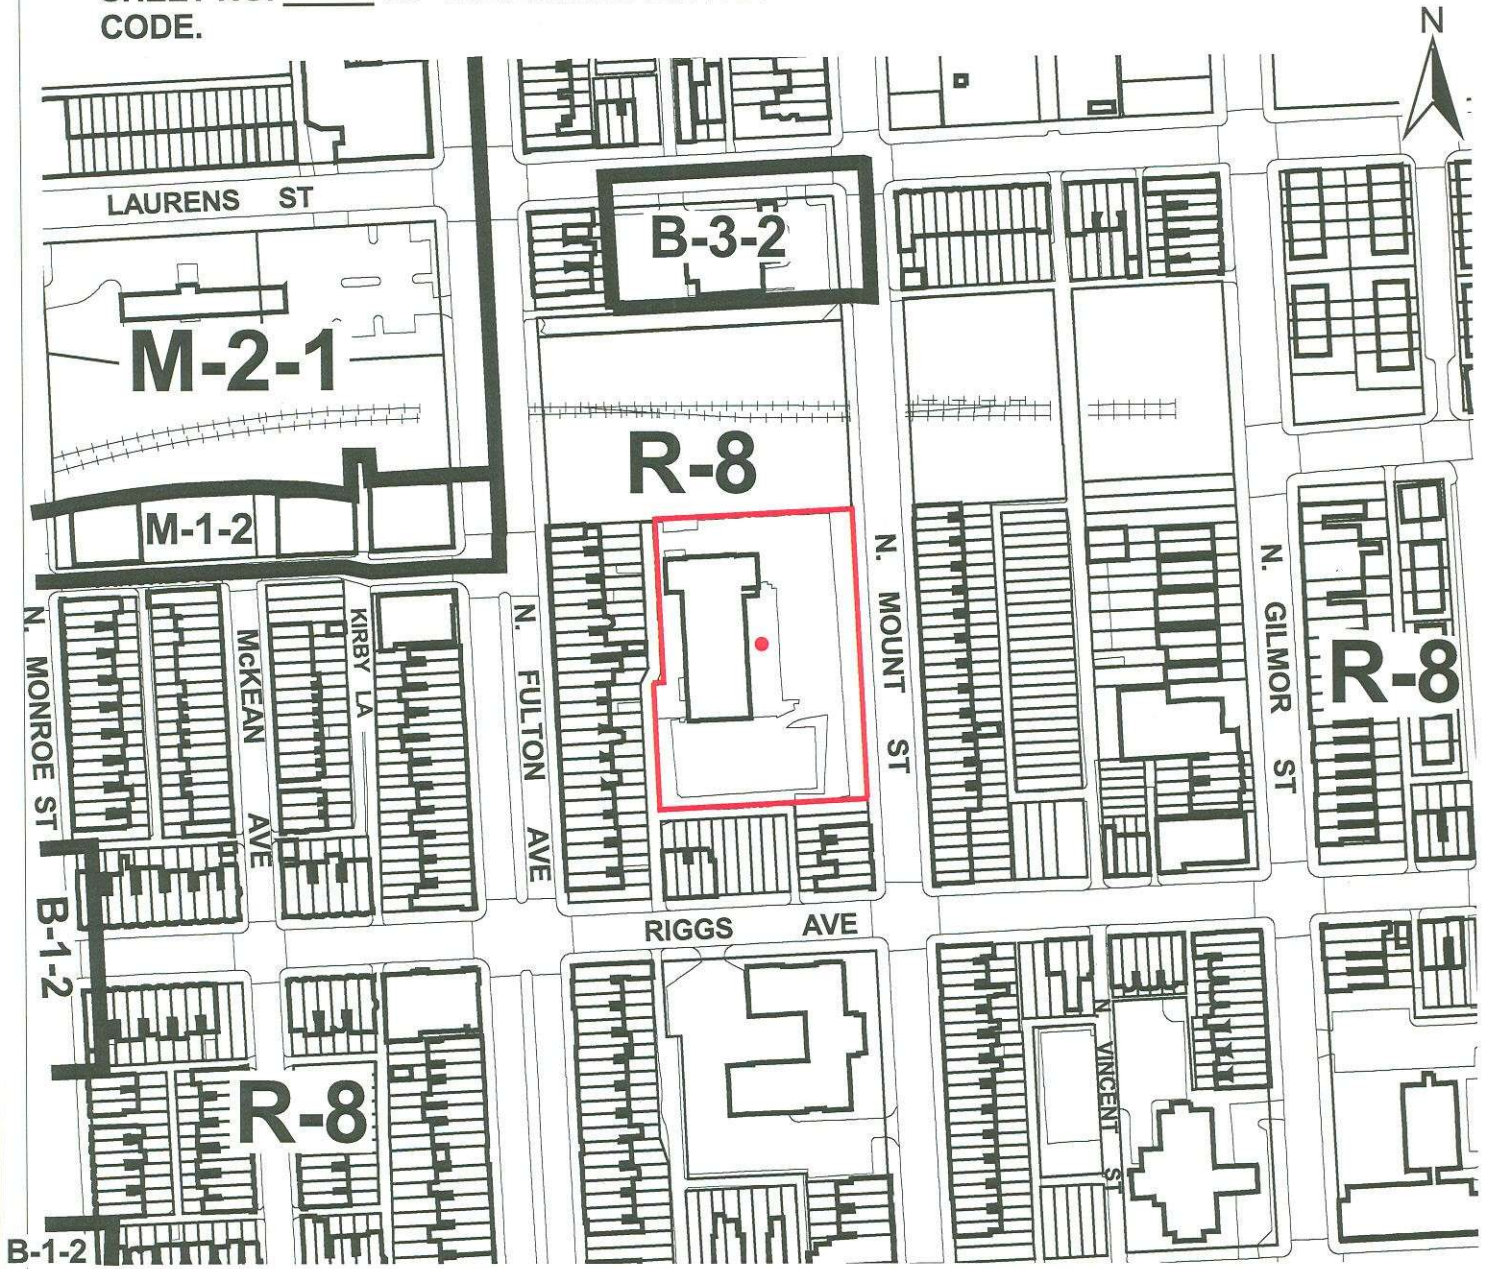 CODE.
N
LAURENS ST
B-3-2
M-2-1
R-8
M-1-2
N. MONROE ST
McKEAN AVE
KIRBY LA
N. FULTON AVE
N. MOUNT ST
N. GILMOR ST
R-8
B-1-2
RIGGS AVE
N VINCENT ST
R-8
B-1-2